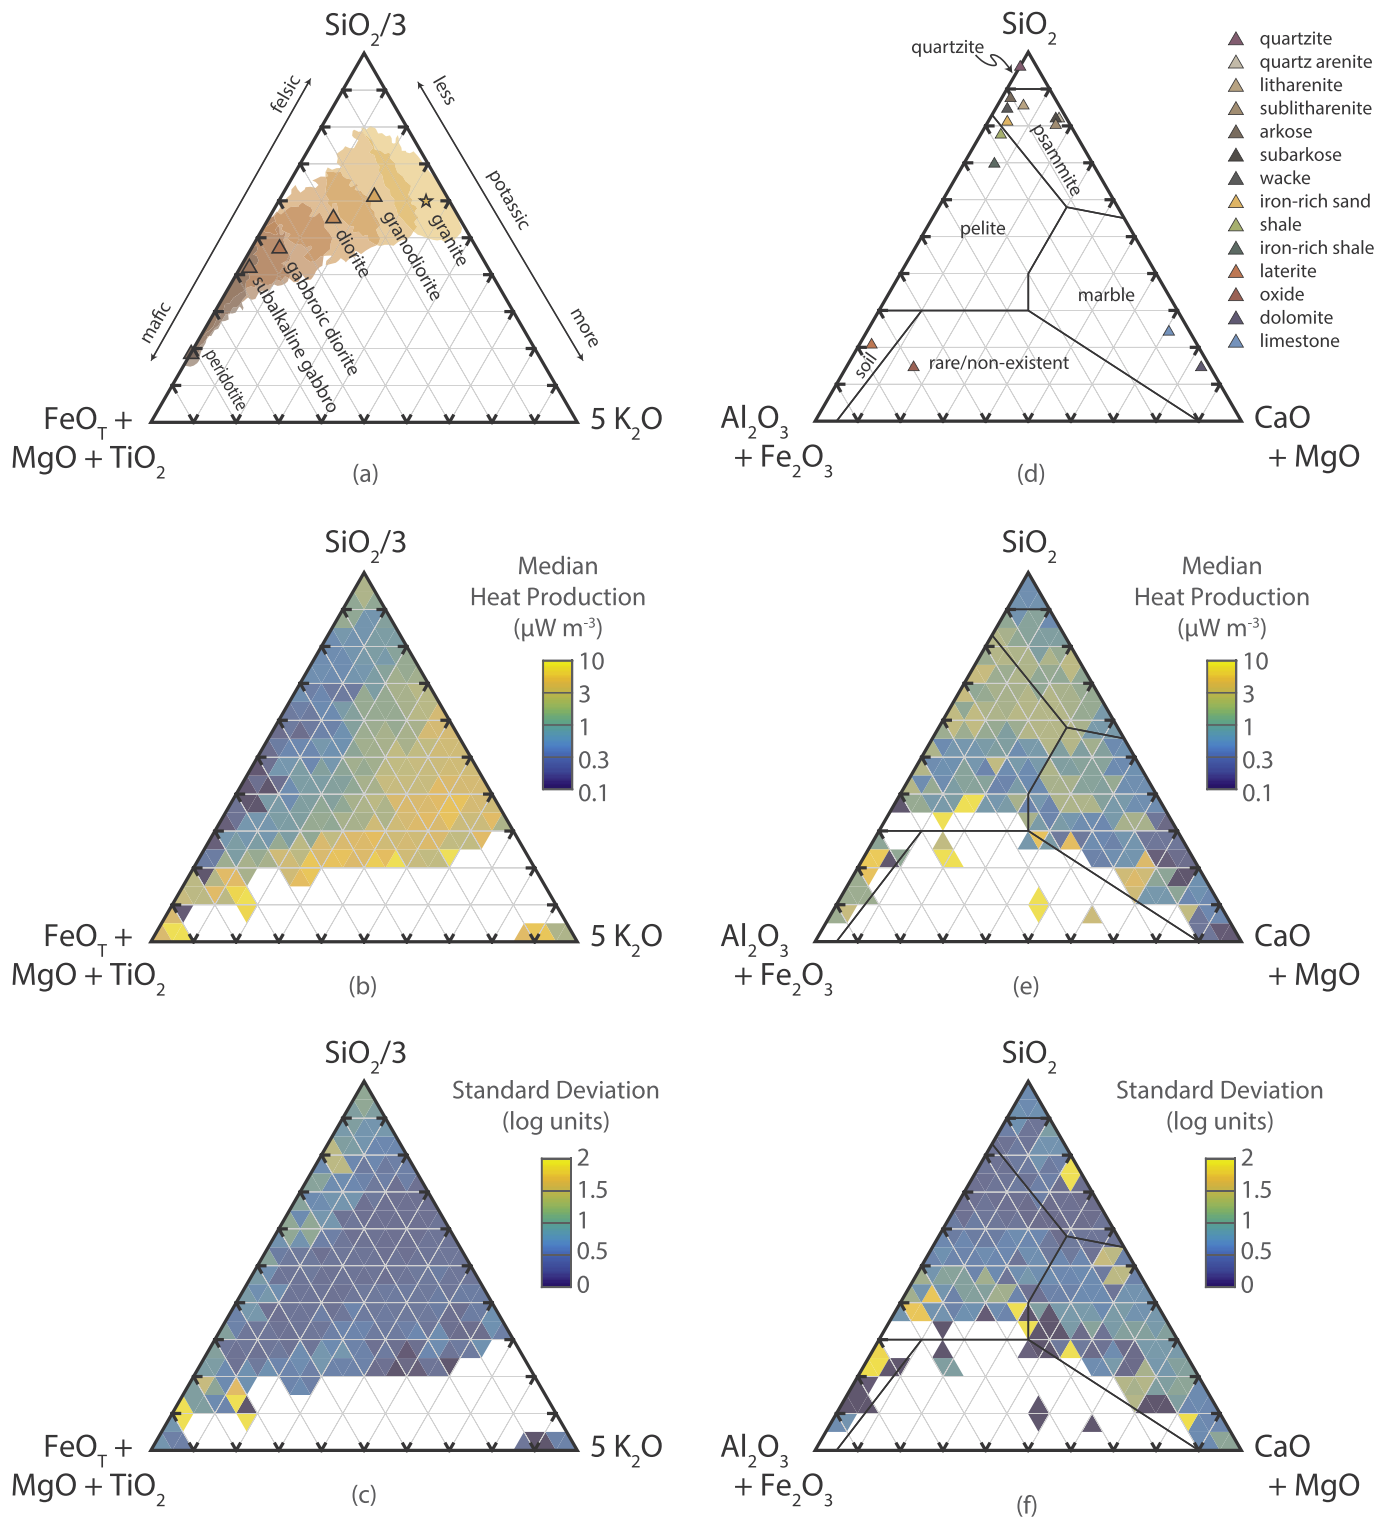 SiO2/3
felsic
less
mafic
potassic
more
peridotite
subalkaline gabbro
gabbroic diorite
diorite
granodiorite
granite
FeOT +
MgO + TiO2
5 K2O
(a)
SiO2
quartzite
psammite
pelite
marble
soil
rare/non-existent
Al2O3
+ Fe2O3
CaO
+ MgO
(d)
quartzite
quartz arenite
litharenite
sublitharenite
arkose
subarkose
wacke
iron-rich sand
shale
iron-rich shale
laterite
oxide
dolomite
limestone
SiO2/3
Median
Heat Production
(µW m-3)
10
3
1
0.3
0.1
FeOT +
MgO + TiO2
5 K2O
(b)
SiO2
Median
Heat Production
(µW m-3)
10
3
1
0.3
0.1
Al2O3
+ Fe2O3
CaO
+ MgO
(e)
SiO2/3
Standard Deviation
(log units)
2
1.5
1
0.5
0
FeOT +
MgO + TiO2
5 K2O
(c)
SiO2
Standard Deviation
(log units)
2
1.5
1
0.5
0
Al2O3
+ Fe2O3
CaO
+ MgO
(f)